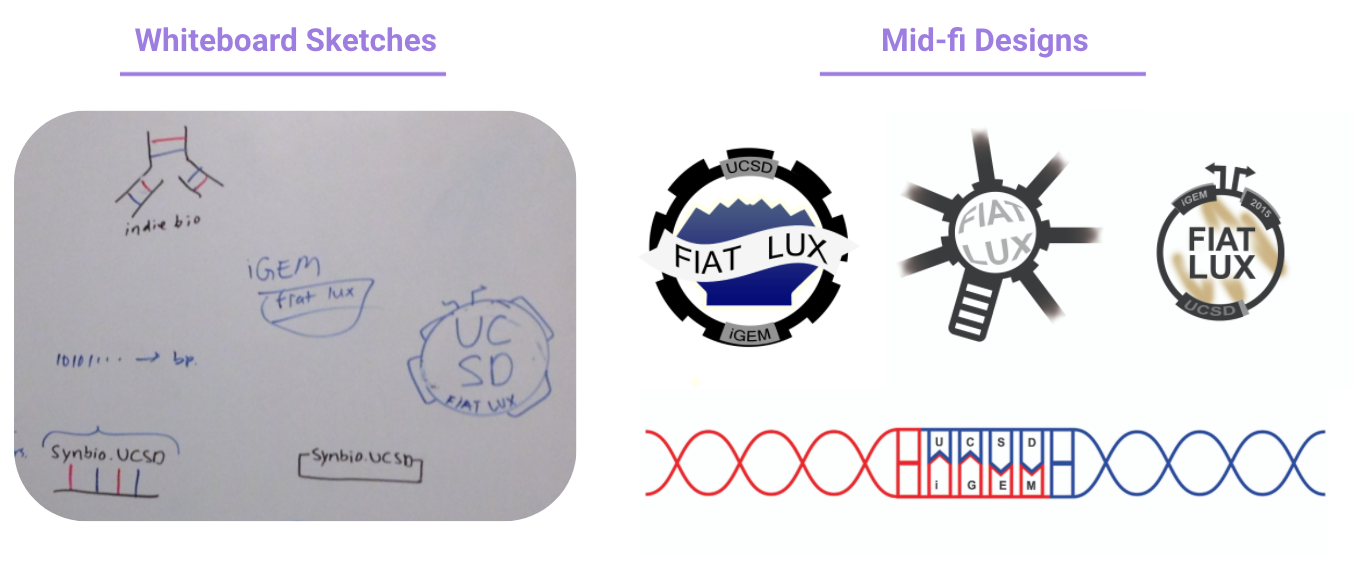 Whiteboard Sketches
Mid-fi Designs
indie bio
iGEM
fiat lux
UC
SD
FIAT LUX
101011... → bp.
Synbio.UCSD
Synbio.UCSD
UCSD
FIAT LUX
iGEM
FIAT
LUX
iGEM
2015
FIAT
LUX
UCSD
U C S D
i G E M